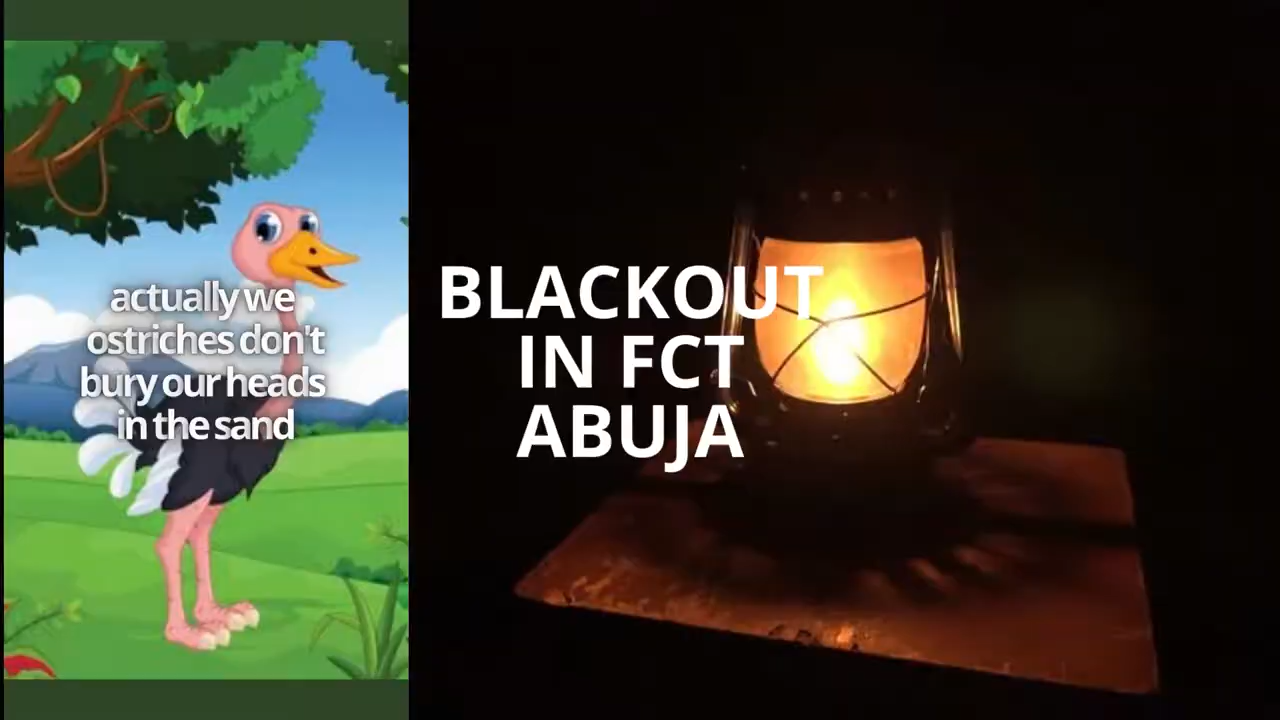 actually we
ostriches don't
bury our heads
in the sand
BLACKOUT
IN FCT
ABUJA